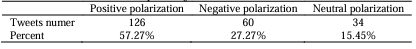 Positive polarization Negative polarization Neutral polarization
Tweets numer 126 60 34
Percent 57.27% 27.27% 15.45%